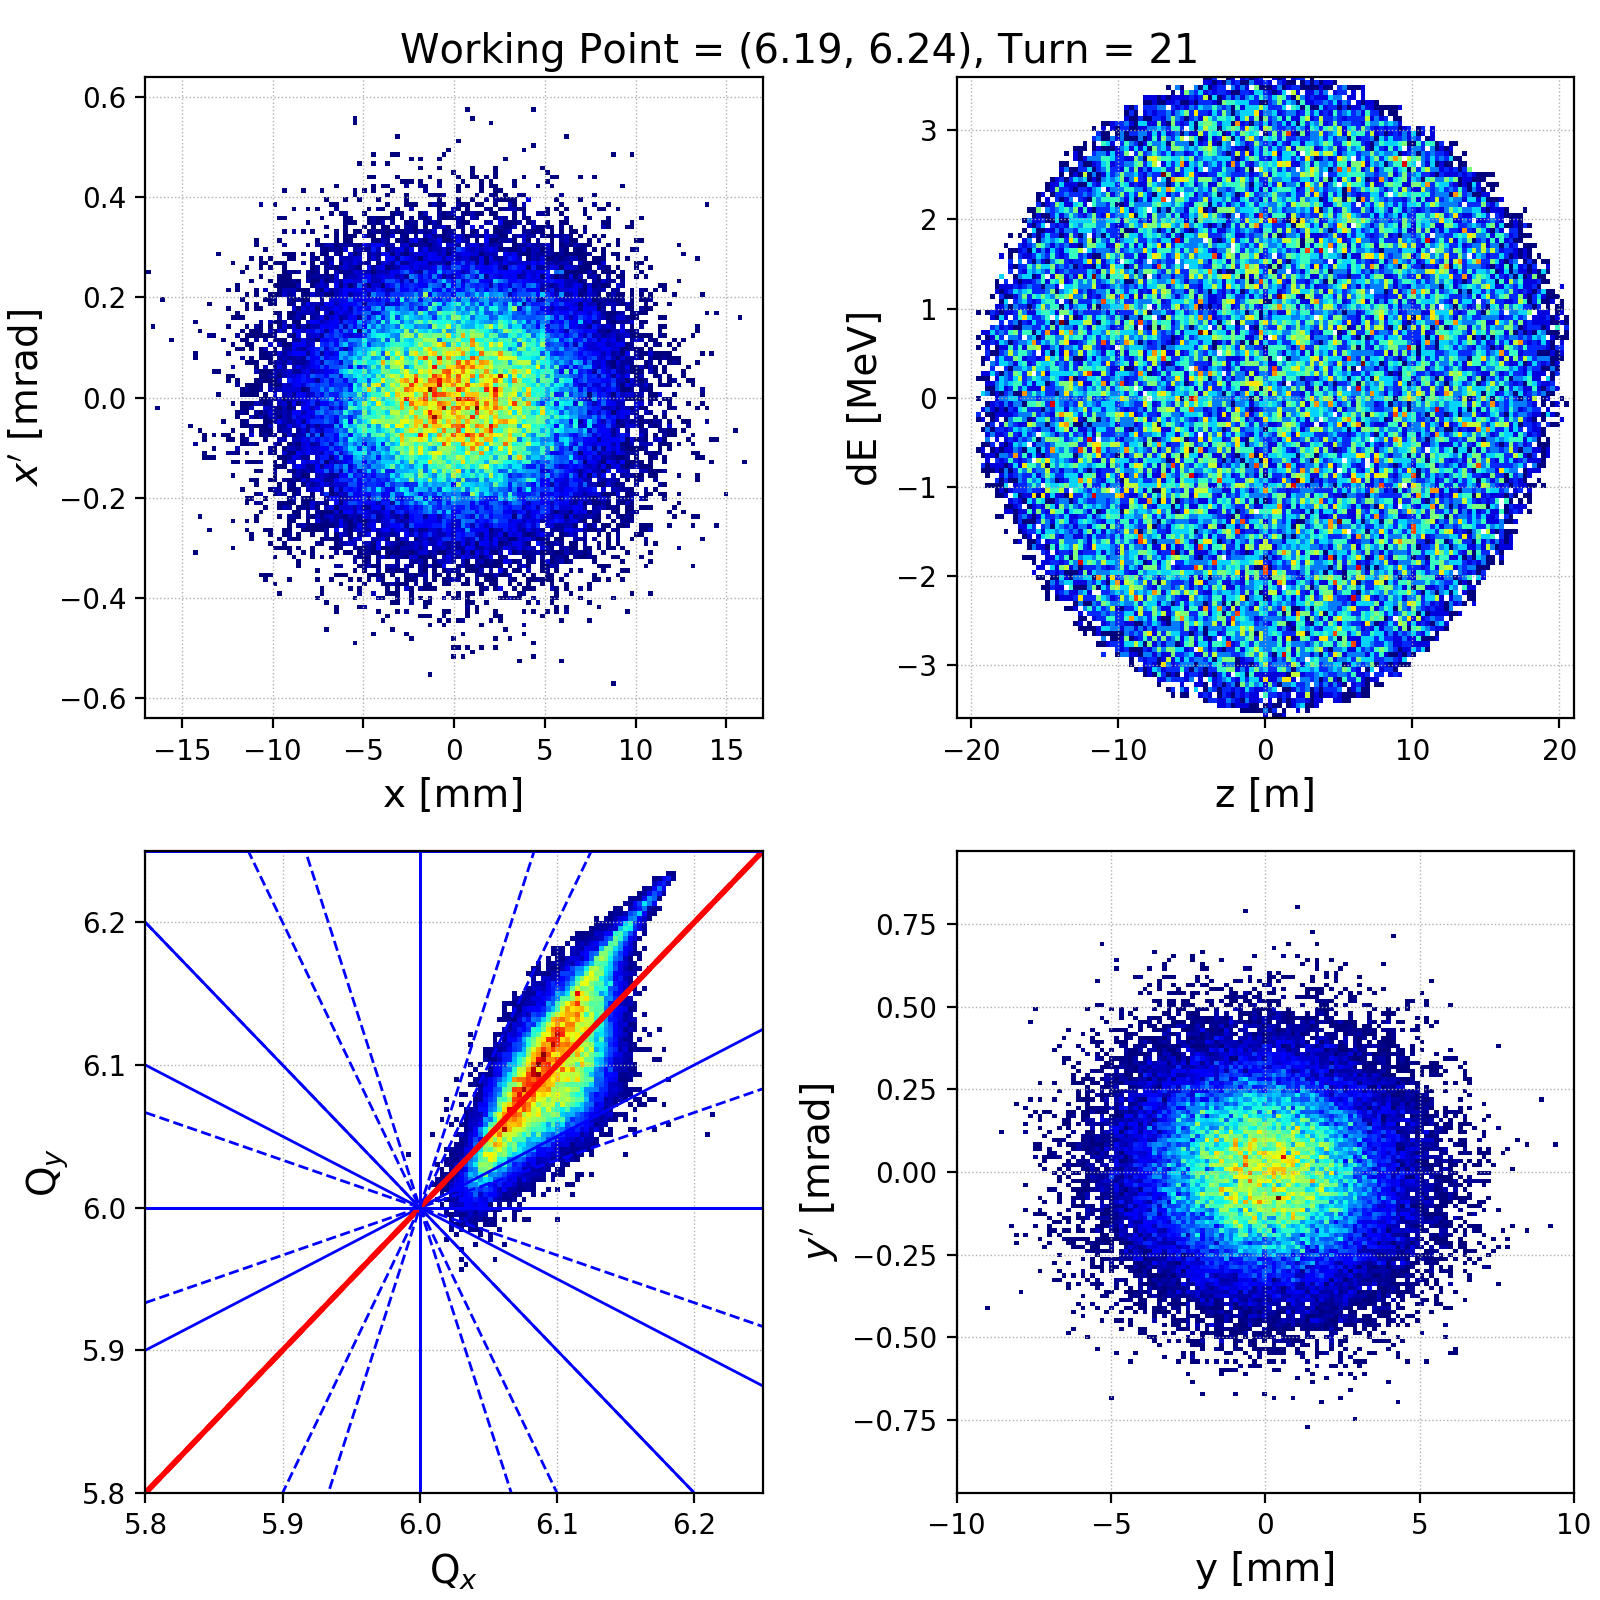 Working Point = (6.19, 6.24), Turn = 21
0.6
0.4
0.2
0.0
−0.2
−0.4
−0.6
x′ [mrad]
−15 −10 −5 0 5 10 15
x [mm]
3
2
1
0
−1
−2
−3
dE [MeV]
−20 −10 0 10 20
z [m]
6.2
6.1
6.0
5.9
5.8
Qy
5.8 5.9 6.0 6.1 6.2
Qx
0.75
0.50
0.25
0.00
−0.25
−0.50
−0.75
y′ [mrad]
−10 −5 0 5 10
y [mm]